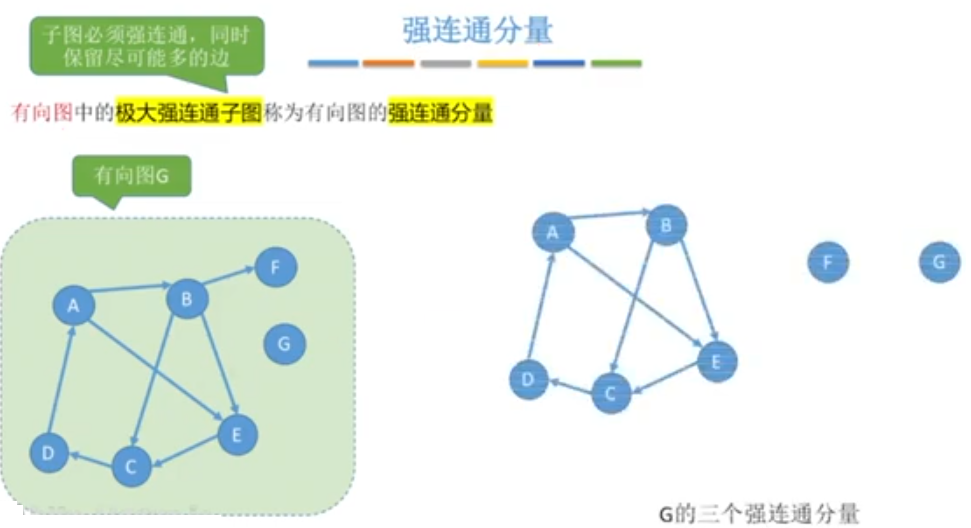 强连通分量
子图必须强连通，同时
保留尽可能多的边
有向图中的极大强连通子图称为有向图的强连通分量
有向图G
A
B
F
G
E
D
C
A
B
F
G
E
D
C
G的三个强连通分量